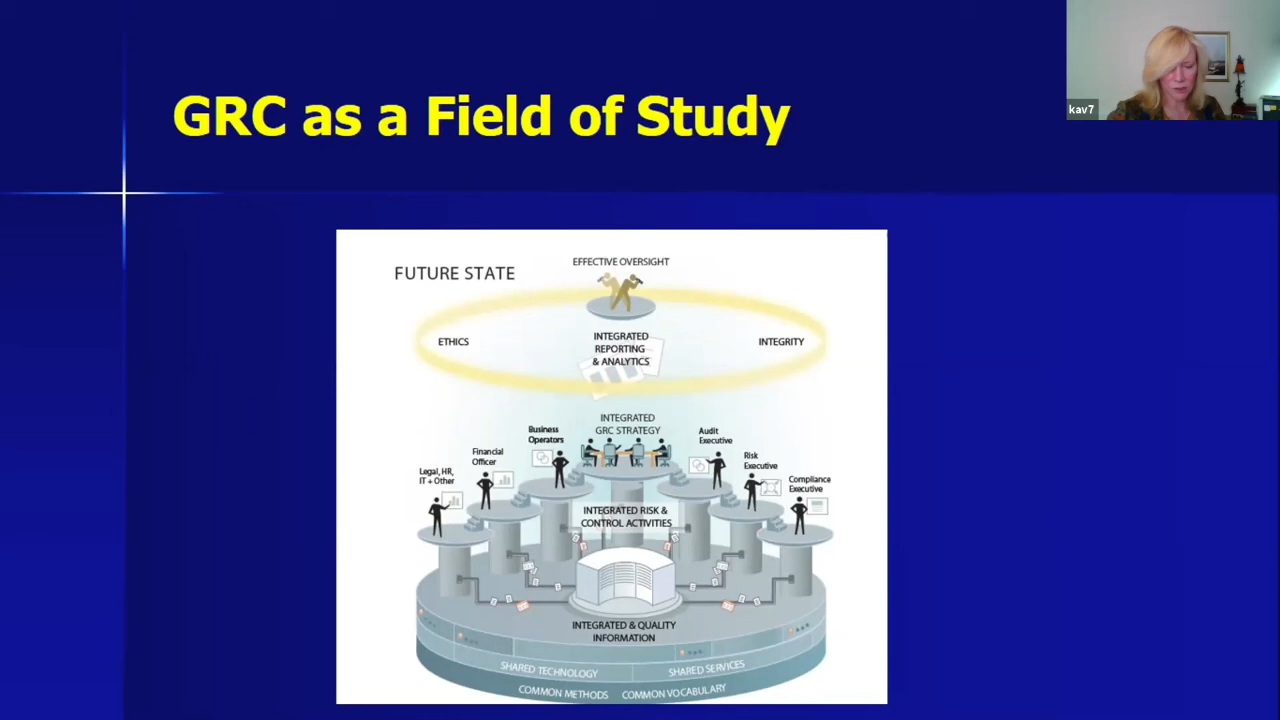 GRC as a Field of Study
kav7
FUTURE STATE
EFFECTIVE OVERSIGHT
ETHICS
INTEGRATED
REPORTING
& ANALYTICS
INTEGRITY
INTEGRATED
GRC STRATEGY
Legal, HR,
IT + Other
Financial
Officer
Business
Operators
Audit
Executive
Risk
Executive
Compliance
Executive
INTEGRATED RISK &
CONTROL ACTIVITIES
INTEGRATED & QUALITY
INFORMATION
SHARED TECHNOLOGY
SHARED SERVICES
COMMON METHODS
COMMON VOCABULARY